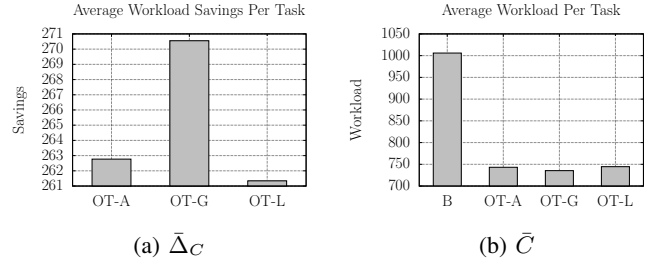 Average Workload Savings Per Task
271
270
269
268
267
266
265
264
263
262
261
Savings
OT-A OT-G OT-L
(a) Δ̄_C
Average Workload Per Task
1050
1000
950
900
850
800
750
700
Workload
B OT-A OT-G OT-L
(b) C̄